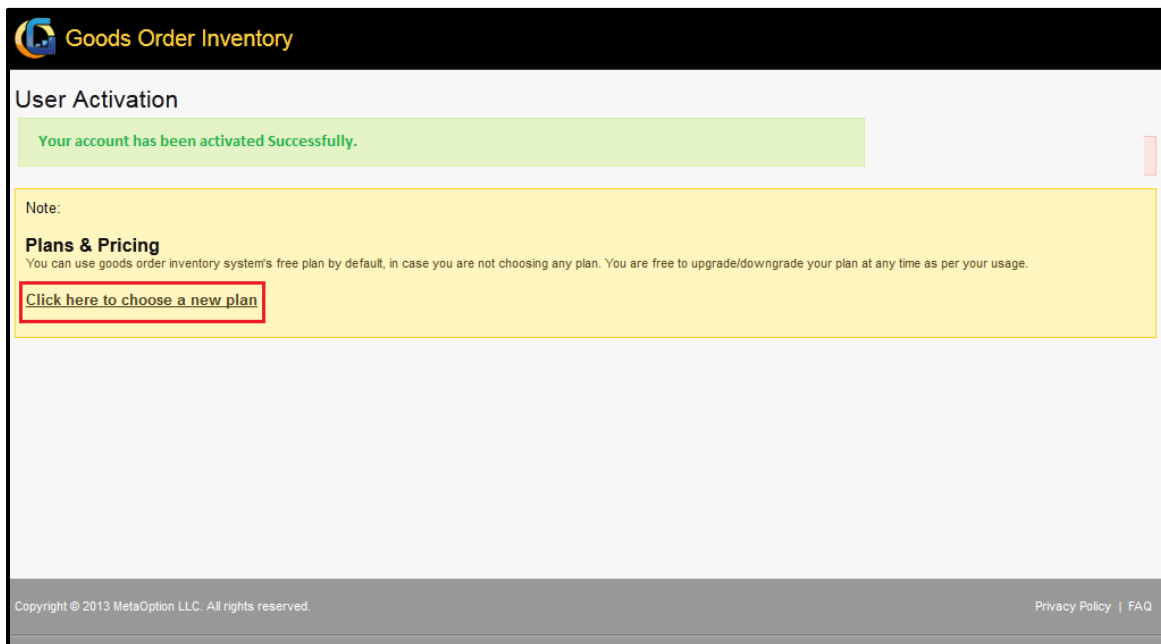 Goods Order Inventory
User Activation
Your account has been activated Successfully.
Note:
Plans & Pricing
You can use goods order inventory system's free plan by default, in case you are not choosing any plan. You are free to upgrade/downgrade your plan at any time as per your usage.
Click here to choose a new plan
Copyright © 2013 MetaOption LLC. All rights reserved.
Privacy Policy | FAQ